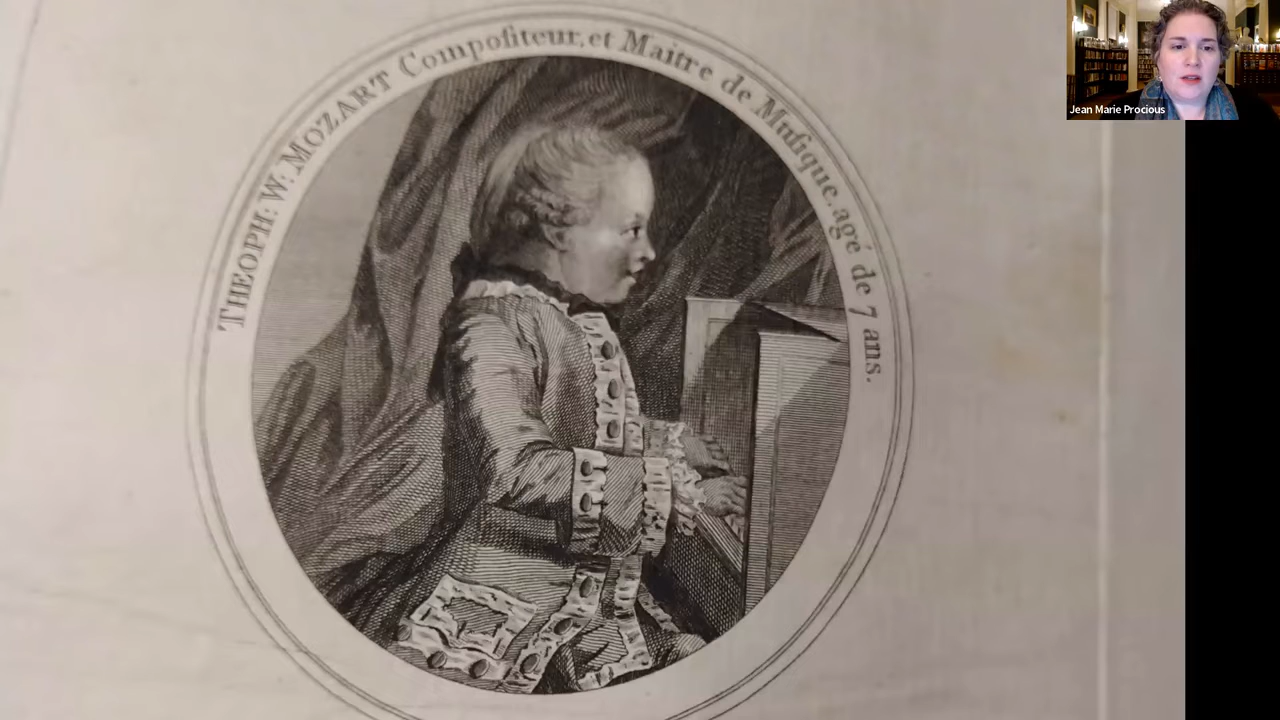 THEOPH: W: MOZART Compoſiteur, et Maitre de Muſique, agé de 7 ans.
Jean Marie Procious